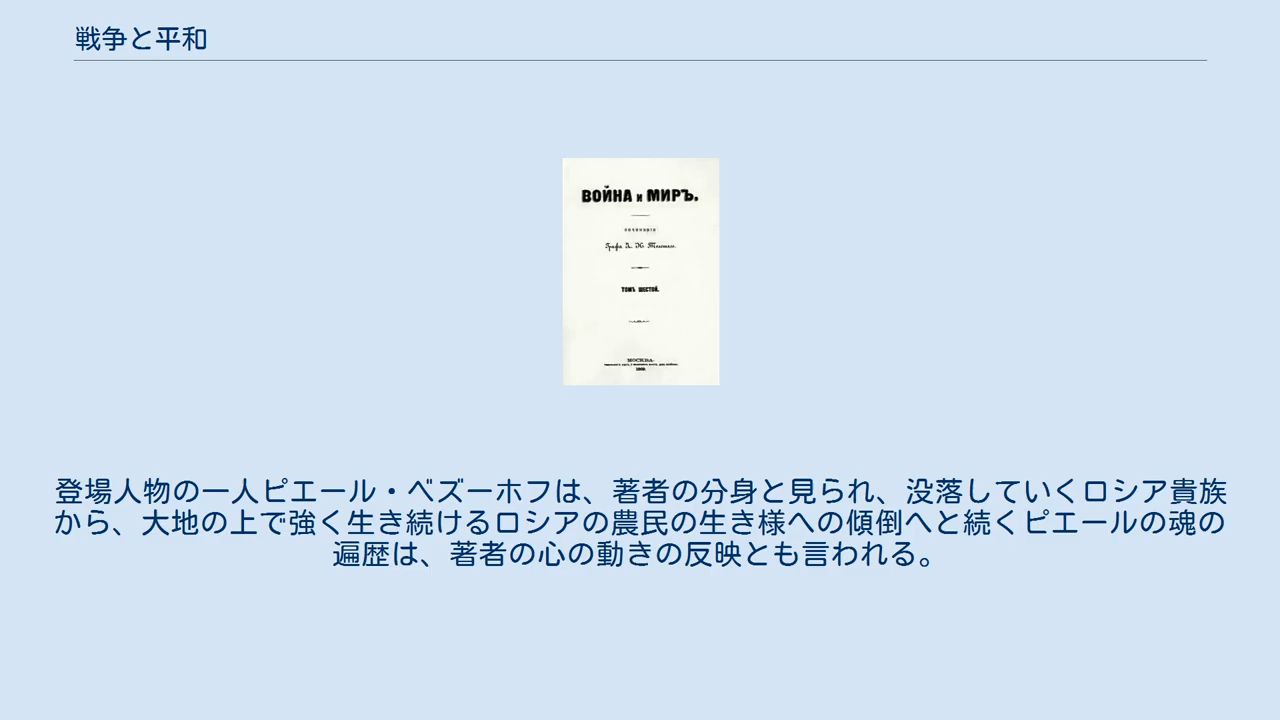 戦争と平和
ВОЙНА и МИРЪ.
Графа Л. Н. Толстаго.
ТОМЪ ШЕСТОЙ.
МОСКВА.
登場人物の一人ピエール・ベズーホフは、著者の分身と見られ、没落していくロシア貴族
から、大地の上で強く生き続けるロシアの農民の生き様への傾倒へと続くピエールの魂の
遍歴は、著者の心の動きの反映とも言われる。